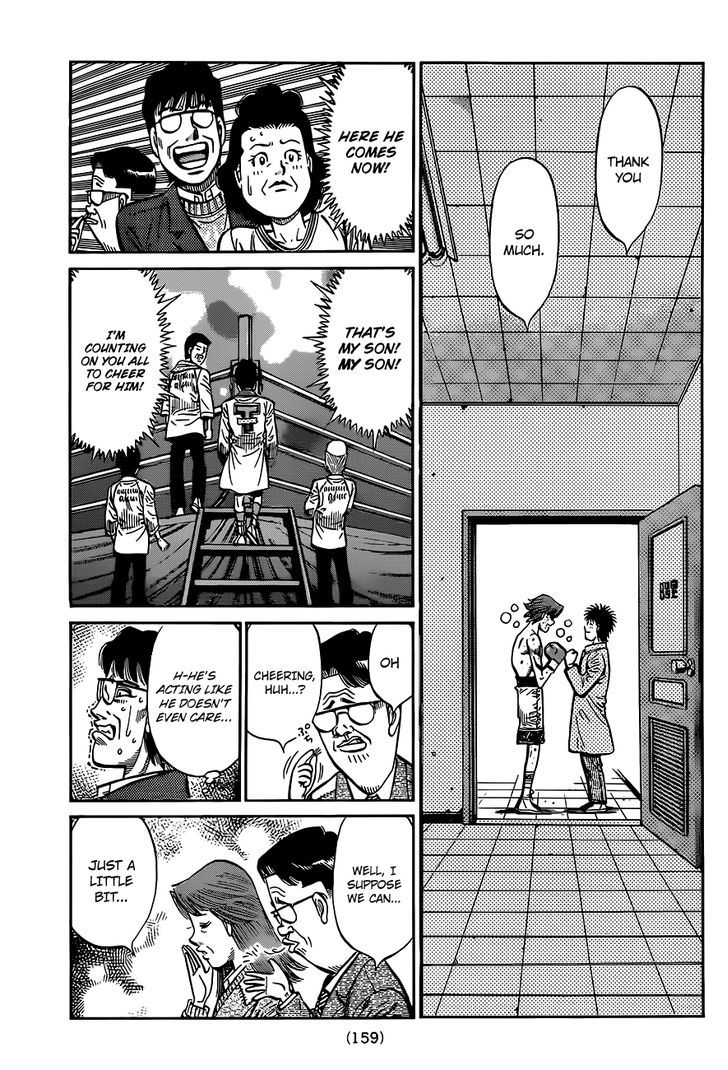 THANK
YOU
SO
MUCH.
HERE HE
COMES
NOW!
THAT'S
MY SON!
MY SON!
I'M
COUNTING
ON YOU ALL
TO CHEER
FOR HIM!
OH
CHEERING,
HUH...?
H-HE'S
ACTING LIKE
HE DOESN'T
EVEN CARE...
WELL, I
SUPPOSE
WE CAN...
JUST A
LITTLE
BIT...
(159)